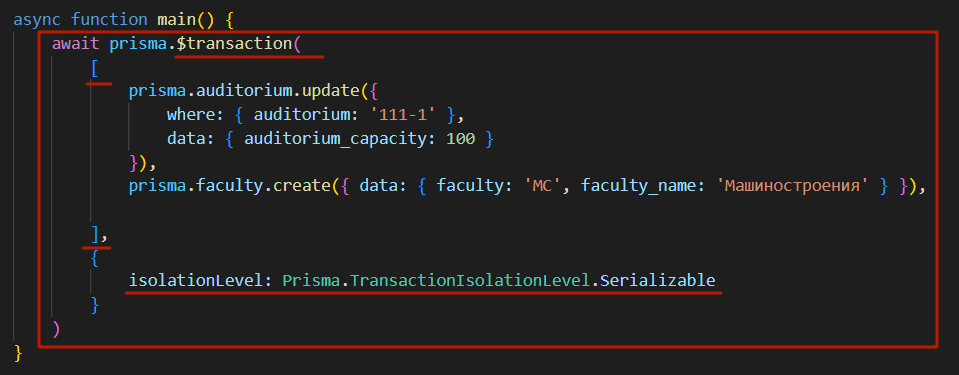 async function main() {
await prisma.$transaction(
[
prisma.auditorium.update({
where: { auditorium: '111-1' },
data: { auditorium_capacity: 100 }
}),
prisma.faculty.create({ data: { faculty: 'МС', faculty_name: 'Машиностроения' } }),
],
{
isolationLevel: Prisma.TransactionIsolationLevel.Serializable
}
)
}